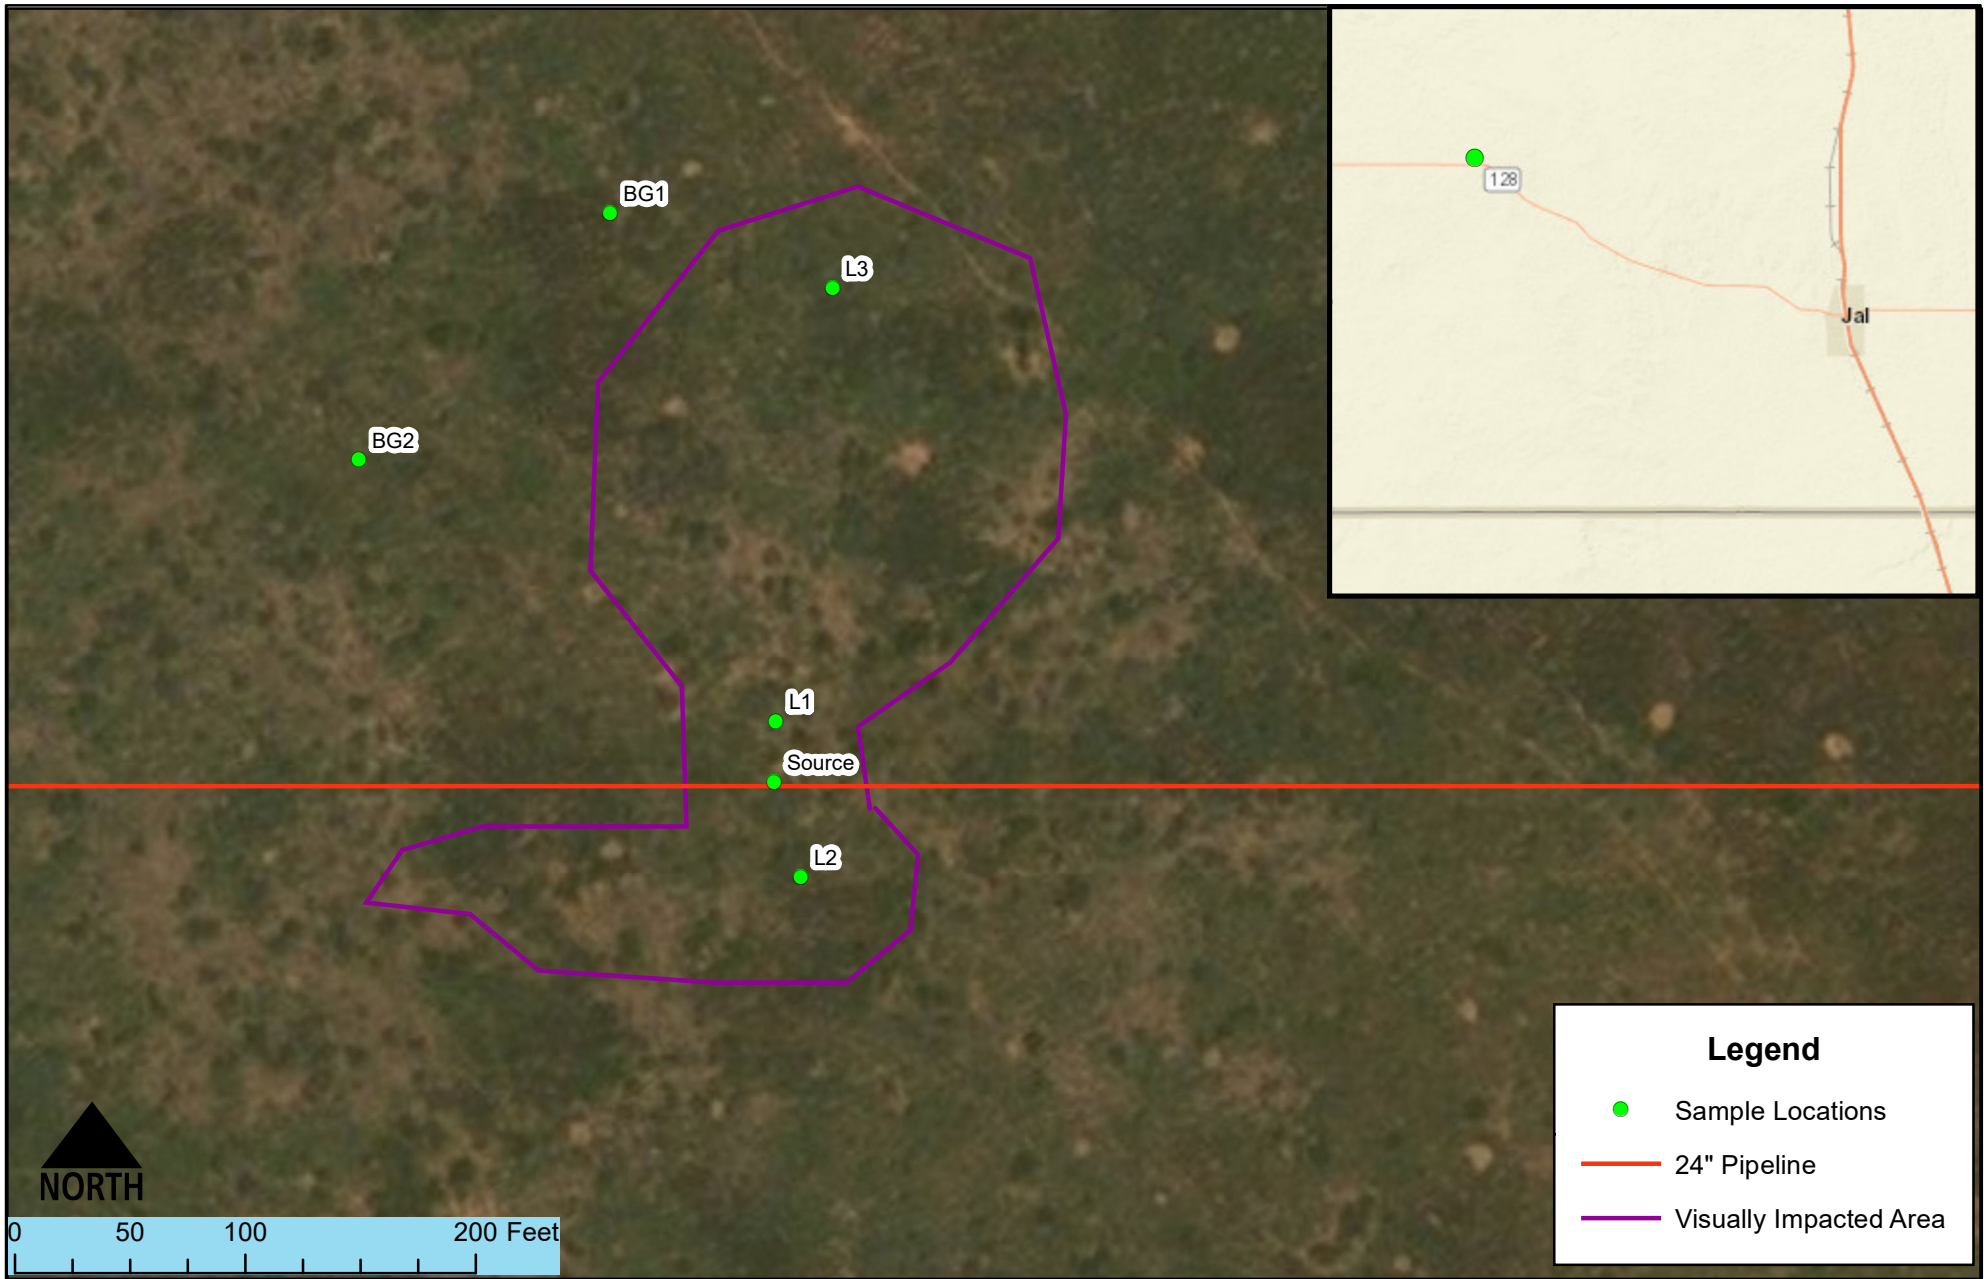 128
Jal
BG1
L3
BG2
L1
Source
L2
Legend
Sample Locations
24" Pipeline
Visually Impacted Area
NORTH
0 50 100 200 Feet